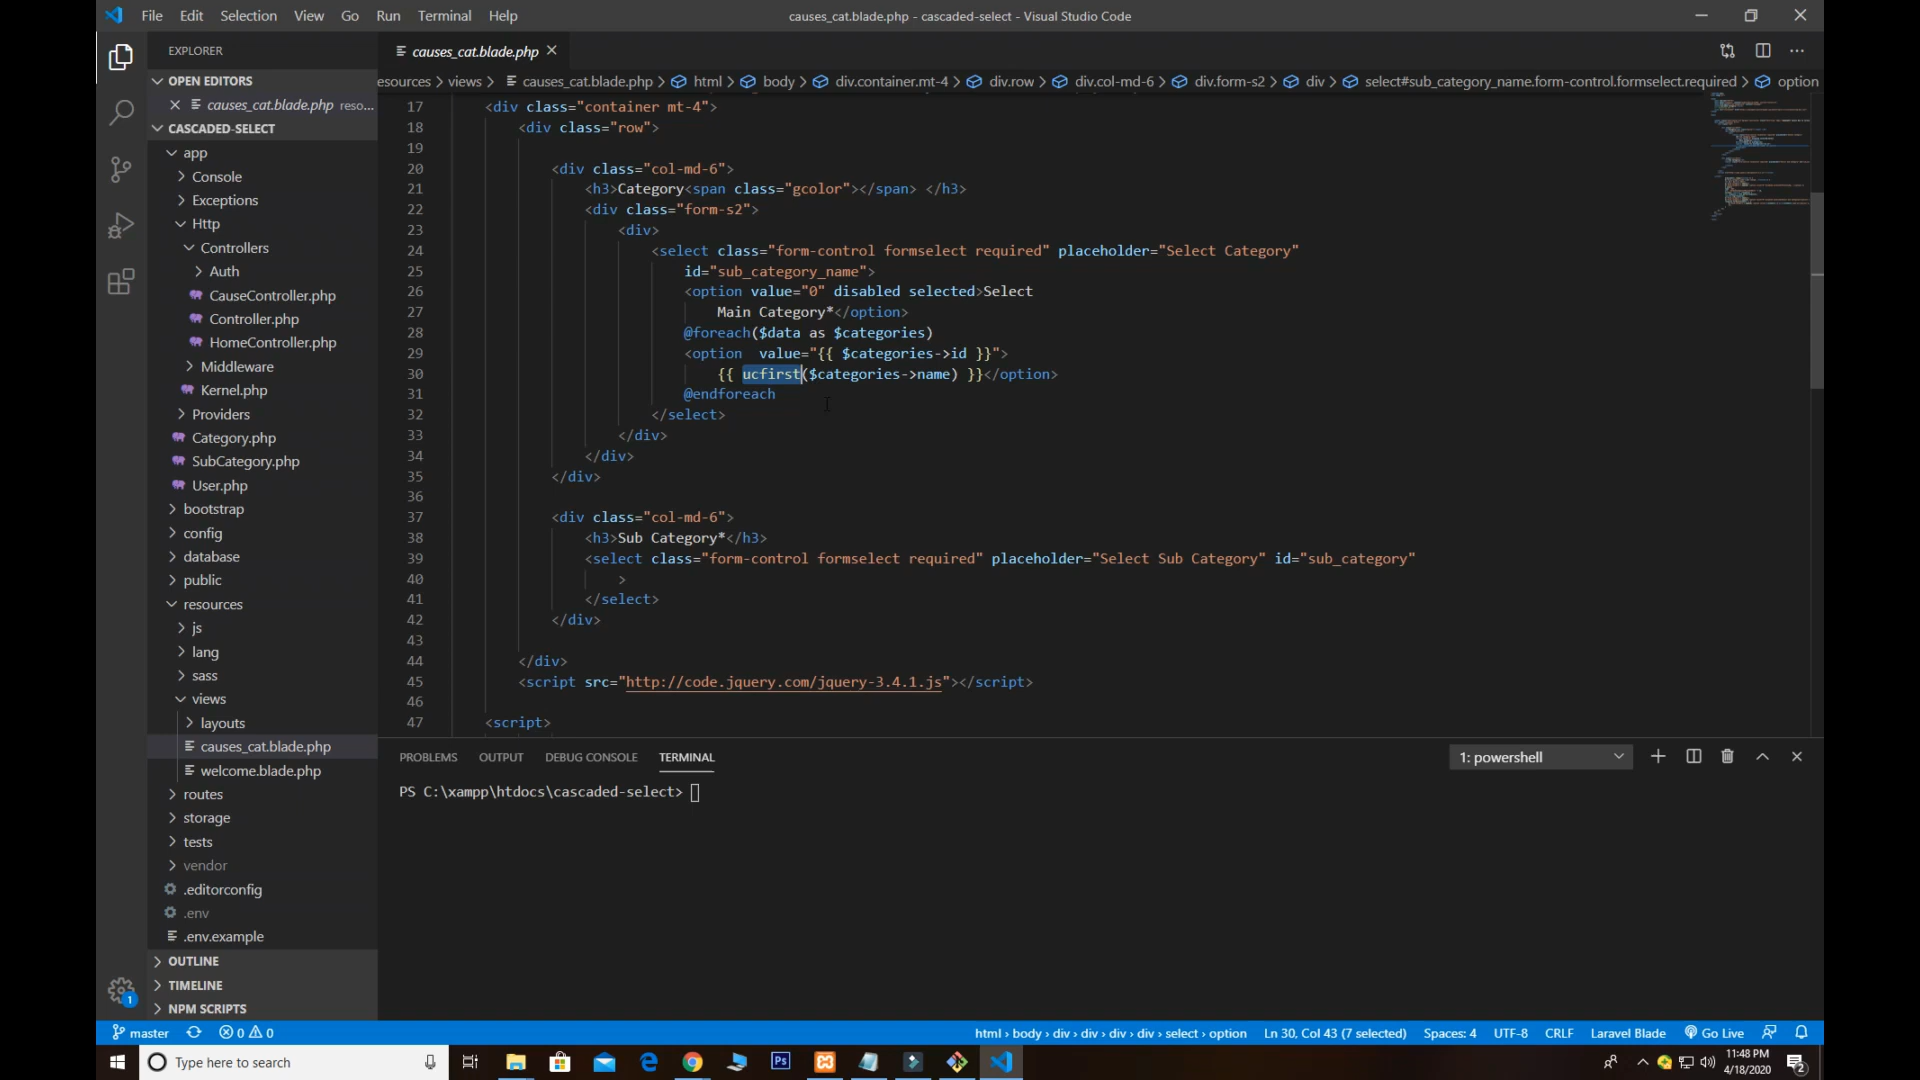 File Edit Selection View Go Run Terminal Help
causes_cat.blade.php - cascaded-select - Visual Studio Code
EXPLORER
causes_cat.blade.php
OPEN EDITORS
causes_cat.blade.php reso...
esources > views > causes_cat.blade.php > html > body > div.container.mt-4 > div.row > div.col-md-6 > div.form-s2 > div > select#sub_category_name.form-control.formselect.required > option
CASCADED-SELECT
app
Console
Exceptions
Http
Controllers
Auth
CauseController.php
Controller.php
HomeController.php
Middleware
Kernel.php
Providers
Category.php
SubCategory.php
User.php
bootstrap
config
database
public
resources
js
lang
sass
views
layouts
causes_cat.blade.php
welcome.blade.php
routes
storage
tests
vendor
.editorconfig
.env
.env.example
OUTLINE
TIMELINE
NPM SCRIPTS
17 <div class="container mt-4">
18 <div class="row">
19
20 <div class="col-md-6">
21 <h3>Category<span class="gcolor"></span> </h3>
22 <div class="form-s2">
23 <div>
24 <select class="form-control formselect required" placeholder="Select Category"
25 id="sub_category_name">
26 <option value="0" disabled selected>Select
27 Main Category*</option>
28 @foreach($data as $categories)
29 <option  value="{{ $categories->id }}">
30 {{ ucfirst($categories->name) }}</option>
31 @endforeach
32 </select>
33 </div>
34 </div>
35 </div>
36
37 <div class="col-md-6">
38 <h3>Sub Category*</h3>
39 <select class="form-control formselect required" placeholder="Select Sub Category" id="sub_category"
40 >
41 </select>
42 </div>
43
44 </div>
45 <script src="http://code.jquery.com/jquery-3.4.1.js"></script>
46
47 <script>
PROBLEMS OUTPUT DEBUG CONSOLE TERMINAL
1: powershell
PS C:\xampp\htdocs\cascaded-select>
1
master 0 0
html › body › div › div › div › div › div › select › option
Ln 30, Col 43 (7 selected) Spaces: 4 UTF-8 CRLF Laravel Blade Go Live
Type here to search
Ps
11:48 PM
4/18/2020
2